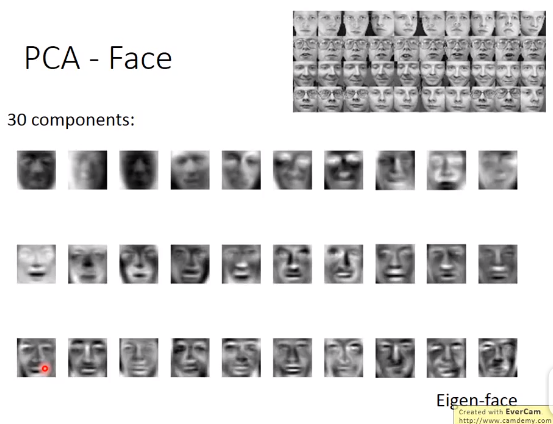 PCA - Face
30 components:
Eigen-face
Created with EverCam
http://www.camdemy.com